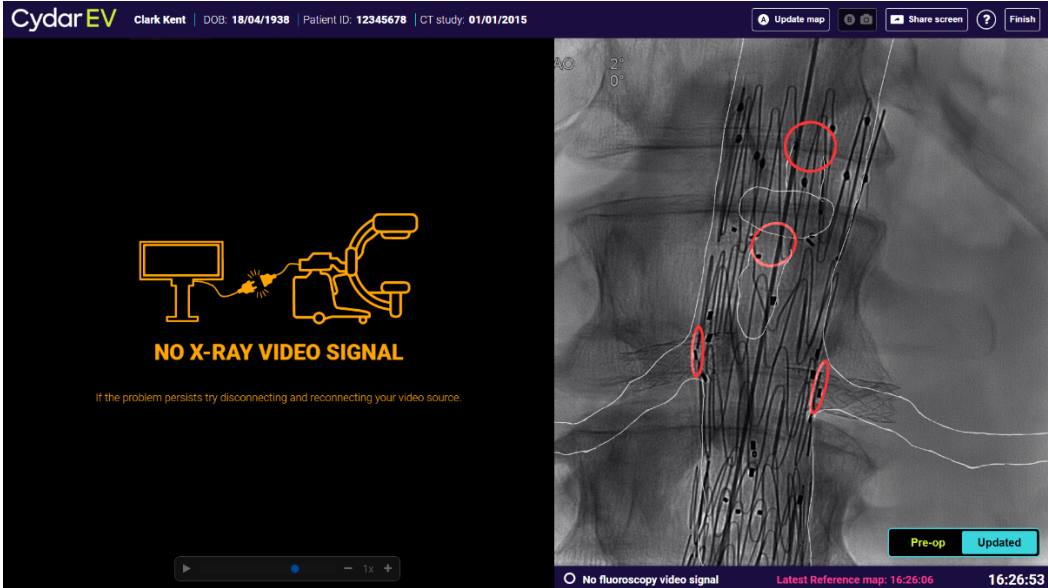 Cydar EV Clark Kent DOB: 18/04/1938 Patient ID: 12345678 CT study: 01/01/2015 A Update map B Share screen ? Finish
AO 2°
0°
NO X-RAY VIDEO SIGNAL
If the problem persists try disconnecting and reconnecting your video source.
Pre-op Updated
1x
No fluoroscopy video signal Latest Reference map: 16:26:06 16:26:53